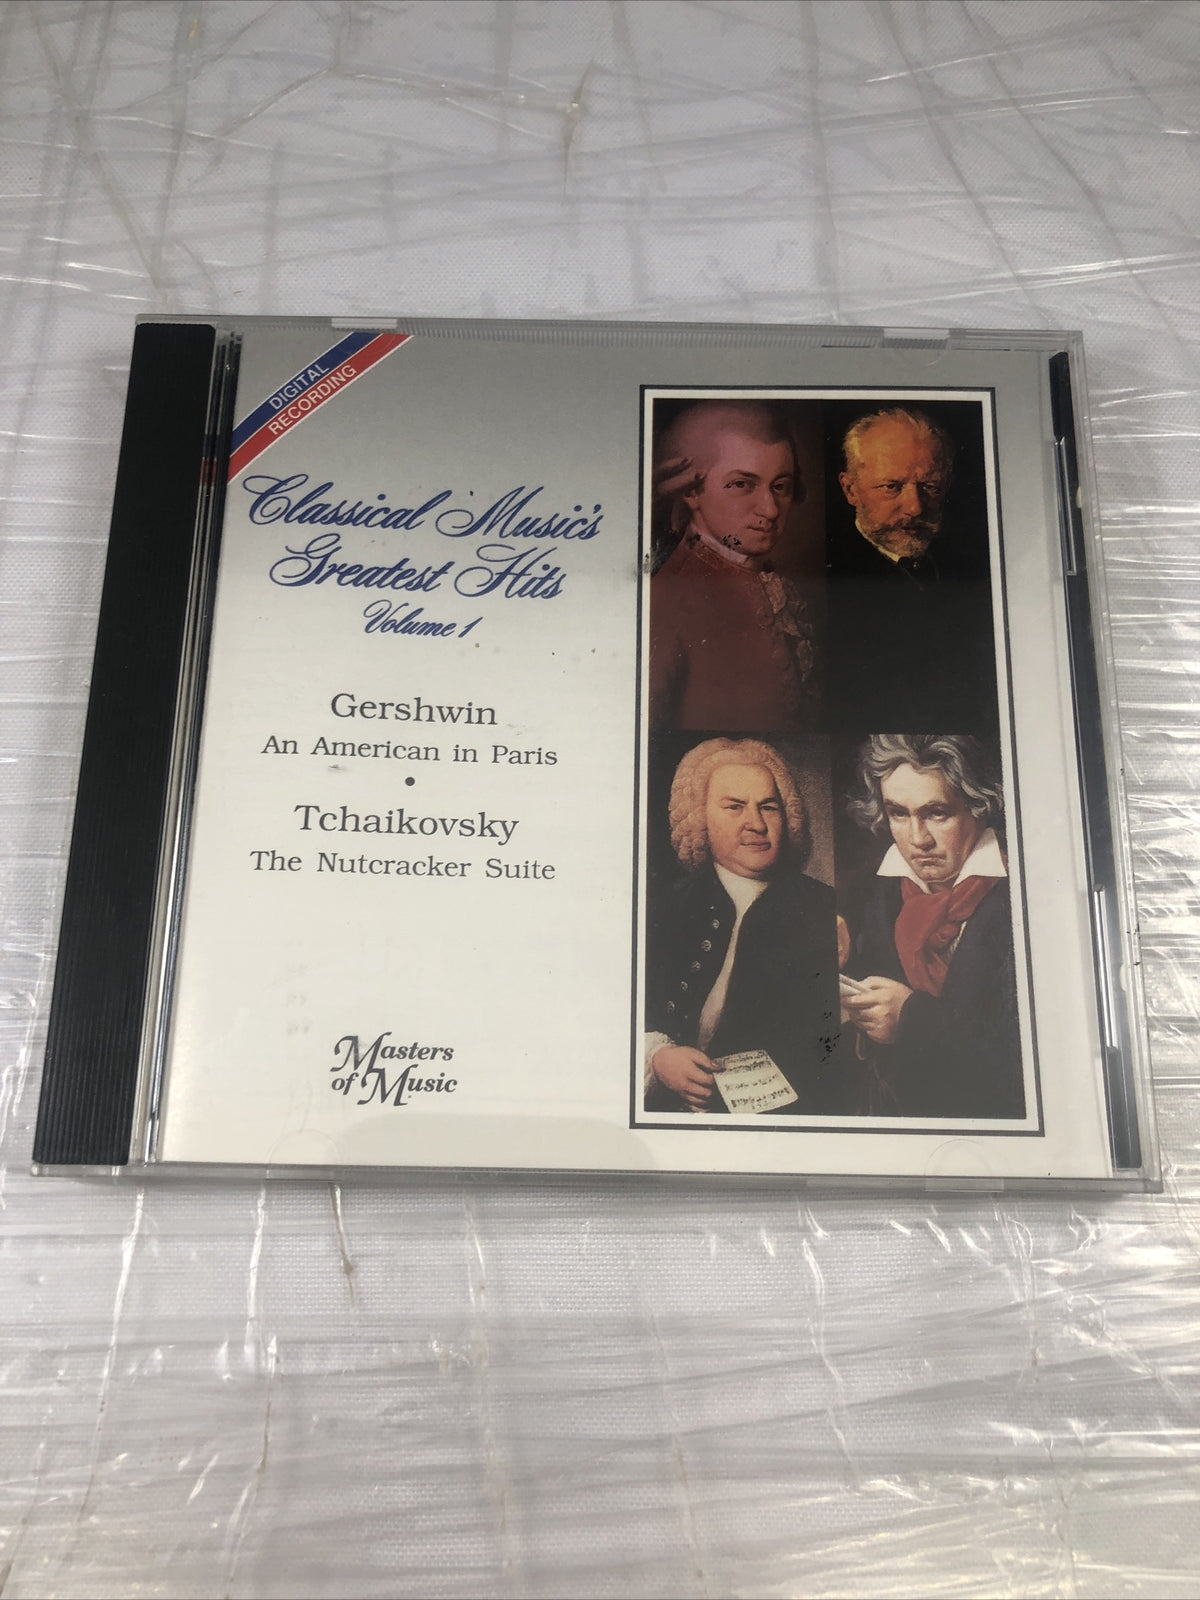 DIGITAL
RECORDING
Classical Music's
Greatest Hits
Volume 1
Gershwin
An American in Paris
•
Tchaikovsky
The Nutcracker Suite
Masters
of Music